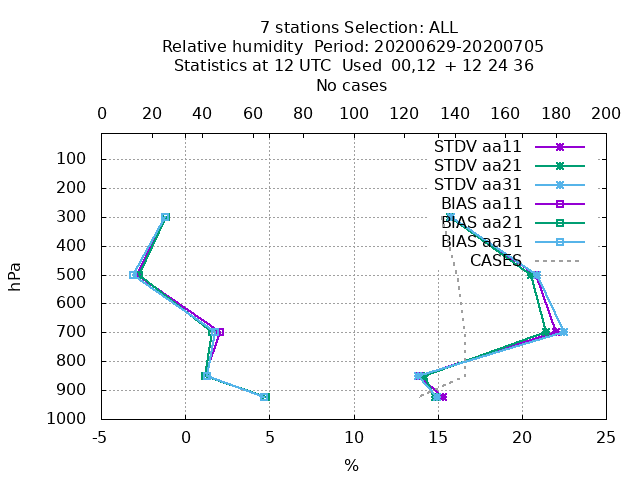 7 stations Selection: ALL
Relative humidity  Period: 20200629-20200705
Statistics at 12 UTC  Used  00,12  + 12 24 36
No cases
0 20 40 60 80 100 120 140 160 180 200
STDV aa11
STDV aa21
STDV aa31
BIAS aa11
BIAS aa21
BIAS aa31
CASES
100
200
300
400
500
600
700
800
900
1000
hPa
-5 0 5 10 15 20 25
%